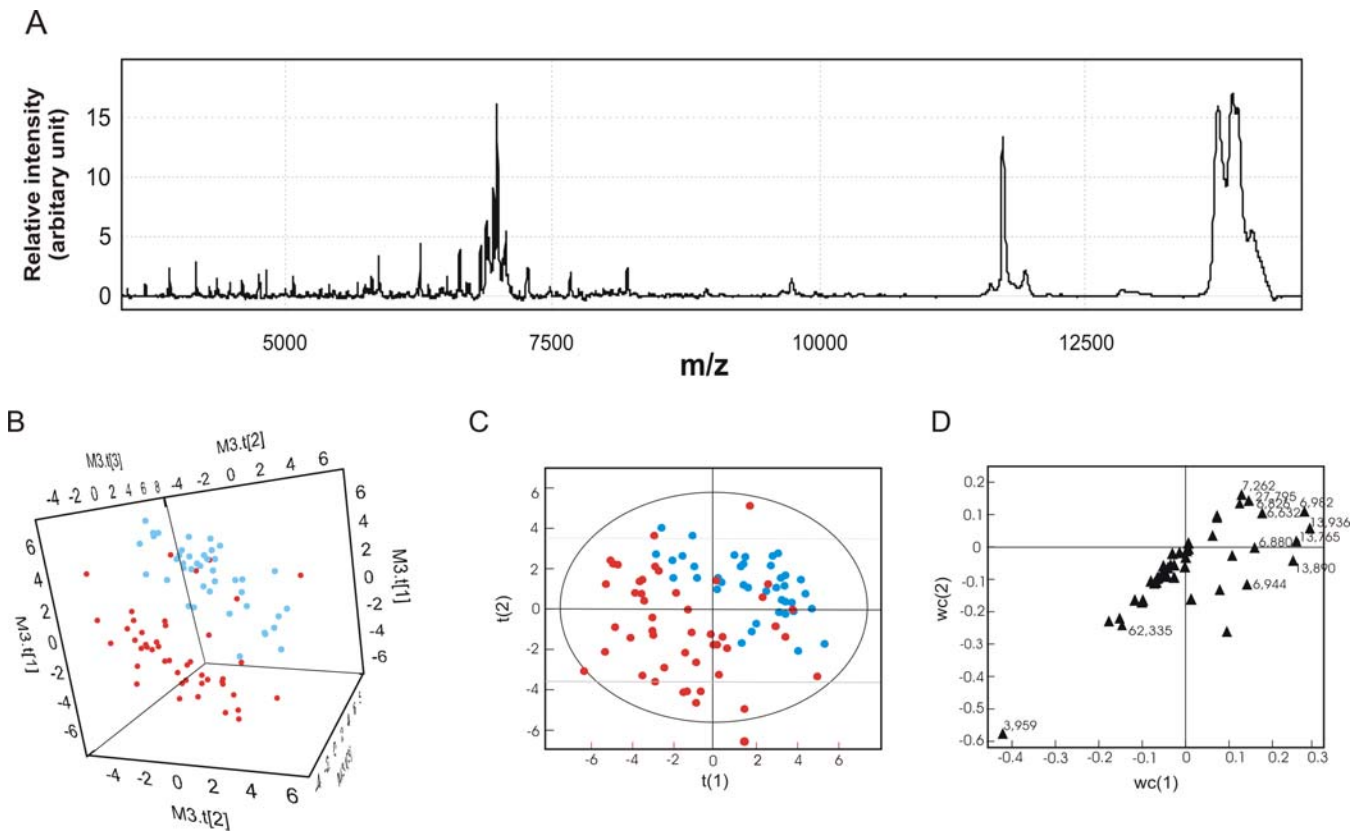 A
Relative intensity
(arbitary unit)
15
10
5
0
5000 7500 10000 12500
m/z
B
M3.t[3]
-4 -2 0 2 4 6 8
M3.t[2]
-4 -2 0 2 4 6
6
4
2
0
-2
-4
-6
M3.t[1]
6
4
2
0
-2
-4
-6
M3.t[1]
-4 -2 0 2 4 6
M3.t[2]
C
t(2)
6
4
2
0
-2
-4
-6
-6 -4 -2 0 2 4 6
t(1)
D
wc(2)
0.2
0.1
0
-0.1
-0.2
-0.3
-0.4
-0.5
-0.6
7,262
27,795
6,826
6,632
6,982
13,936
13,765
6,880
13,890
6,944
62,335
3,959
-0.4 -0.3 -0.2 -0.1 0 0.1 0.2 0.3
wc(1)